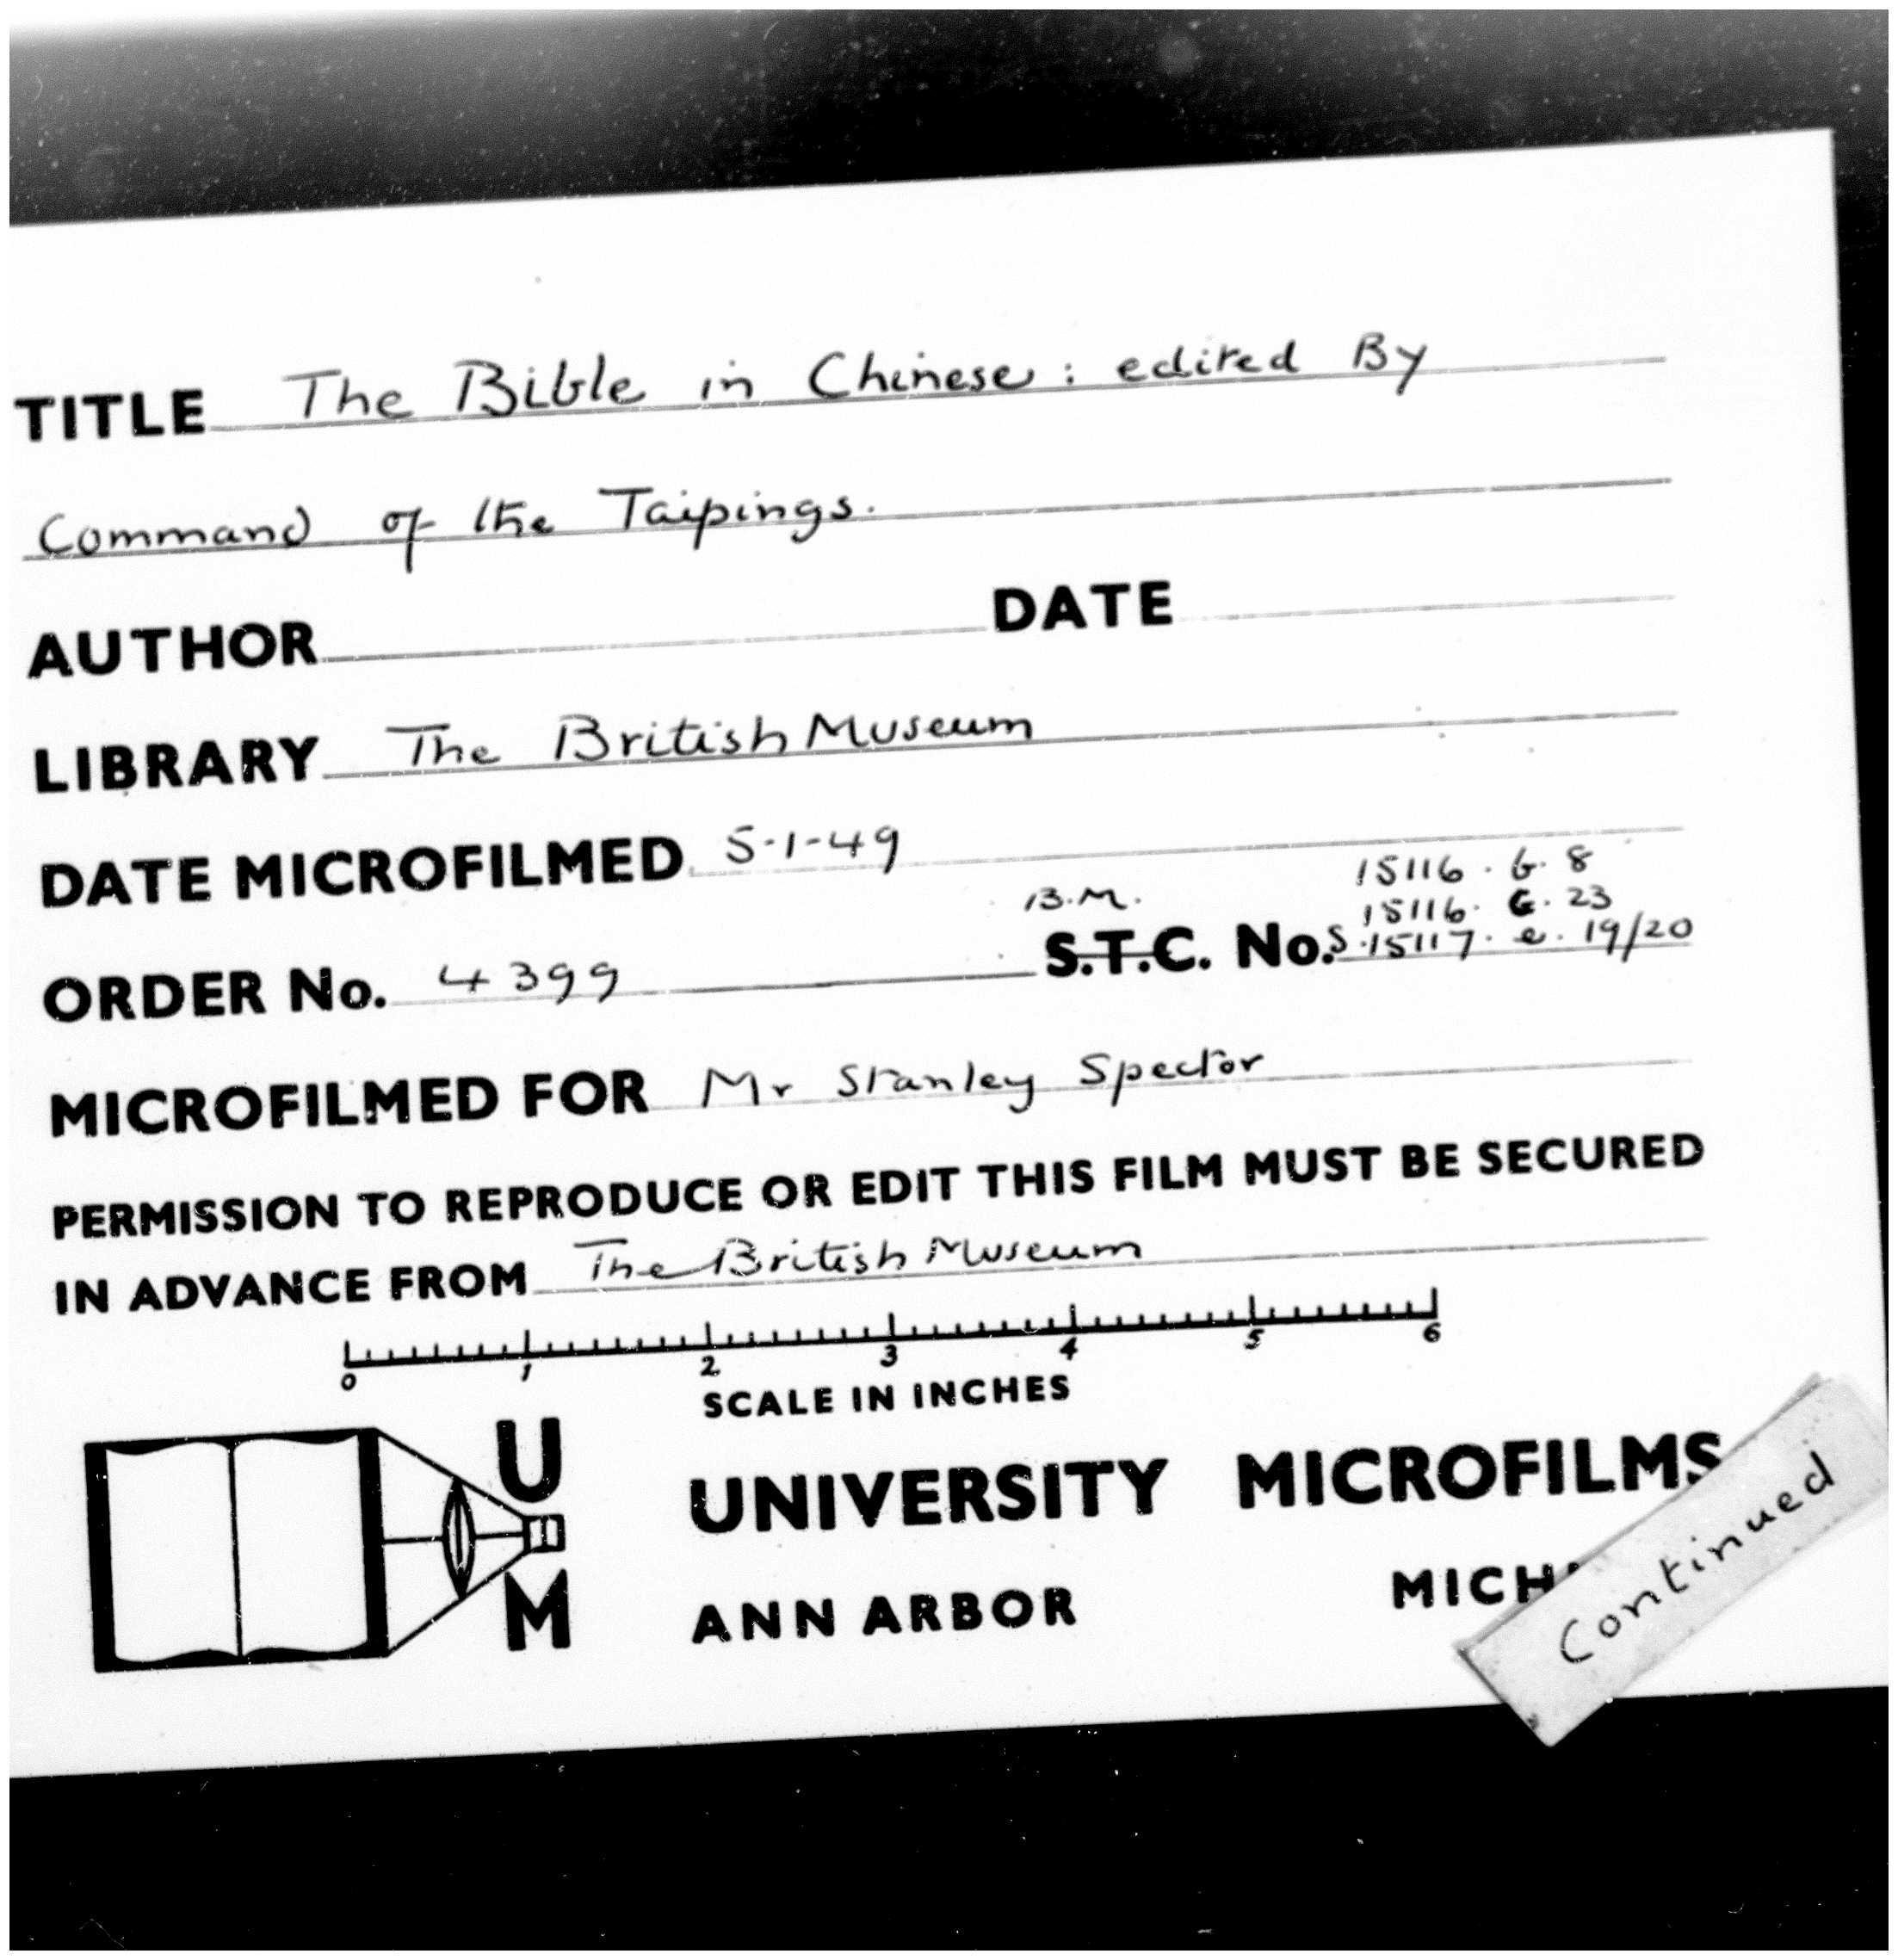 TITLE The Bible in Chinese: edited By
Command of the Taipings.
AUTHOR DATE
LIBRARY The British Museum
DATE MICROFILMED 5-1-49
15116. b. 8
B.M. 15116. G. 23
ORDER No. 4399 S.T.C. No.s 15117. e. 19/20
MICROFILMED FOR Mr Stanley Spector
PERMISSION TO REPRODUCE OR EDIT THIS FILM MUST BE SECURED
IN ADVANCE FROM The British Museum
0 1 2 3 4 5 6
SCALE IN INCHES
U
M
UNIVERSITY MICROFILMS
ANN ARBOR MICH
Continued